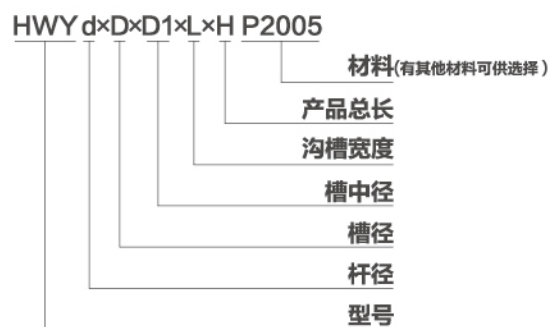 HWY d×D×D1×L×H P2005
材料(有其他材料可供选择)
产品总长
沟槽宽度
槽中径
槽径
杆径
型号